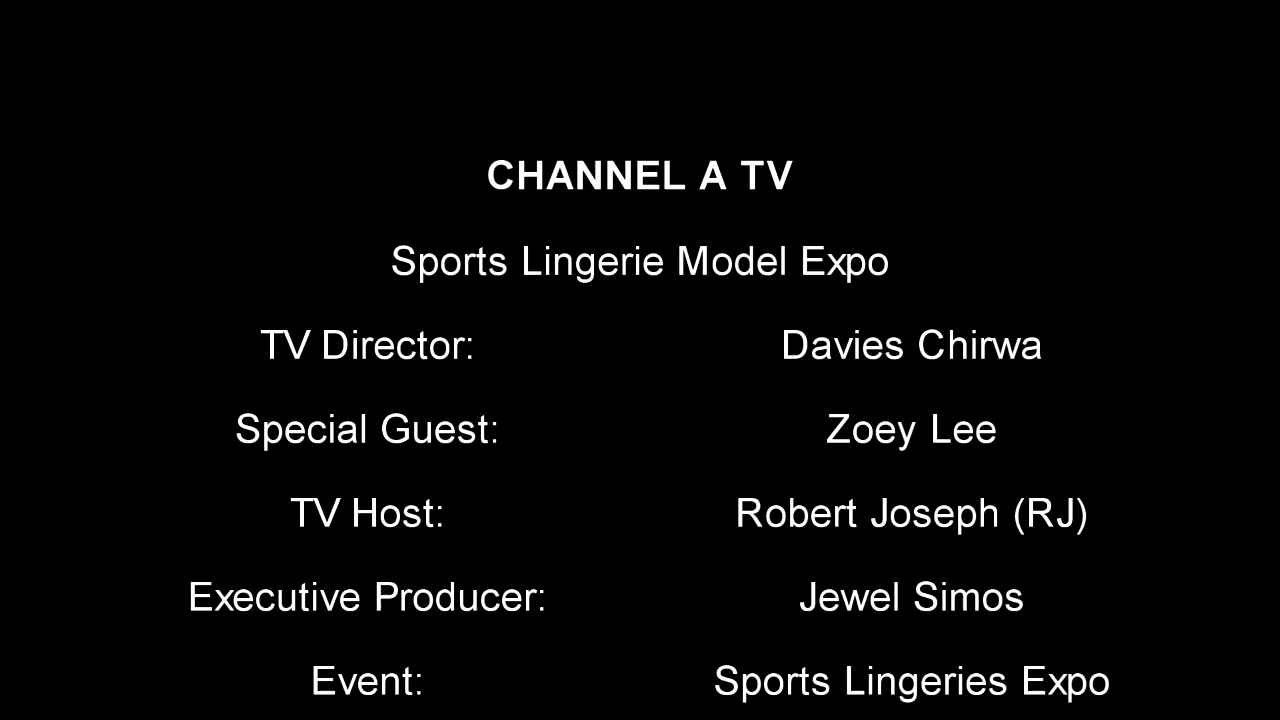 CHANNEL A TV
Sports Lingerie Model Expo
TV Director: Davies Chirwa
Special Guest: Zoey Lee
TV Host: Robert Joseph (RJ)
Executive Producer: Jewel Simos
Event: Sports Lingeries Expo